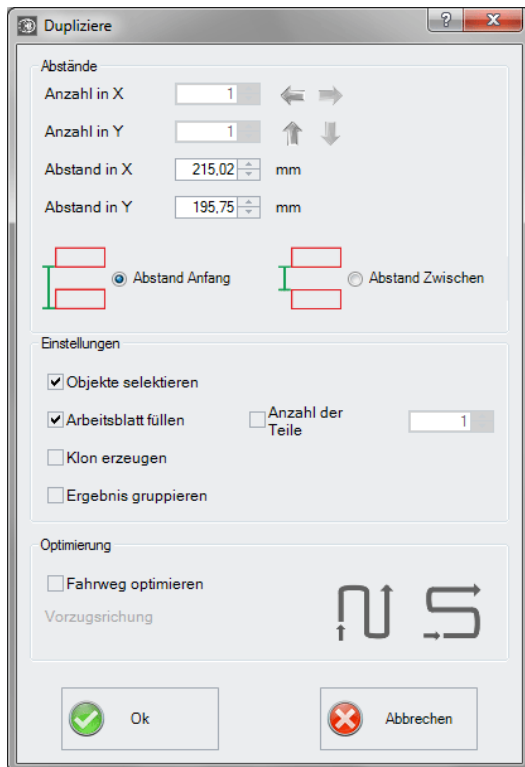 Dupliziere
?
Abstände
Anzahl in X 1
Anzahl in Y 1
Abstand in X 215,02 mm
Abstand in Y 195,75 mm
Abstand Anfang Abstand Zwischen
Einstellungen
Objekte selektieren
Arbeitsblatt füllen Anzahl der Teile 1
Klon erzeugen
Ergebnis gruppieren
Optimierung
Fahrweg optimieren
Vorzugsrichung
Ok Abbrechen